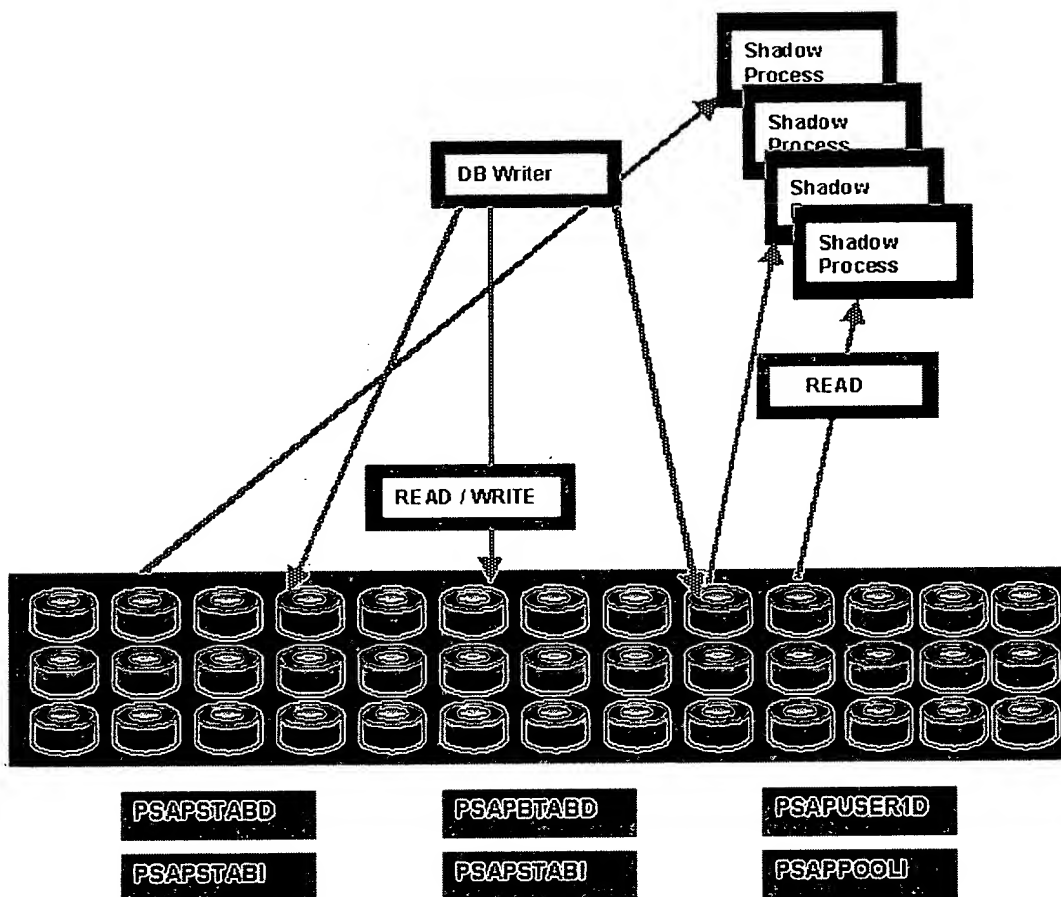 Shadow
Process
Shadow
Process
DB Writer
Shadow
Shadow
Process
READ
READ / WRITE
PSAPSTABD
PSAPBTABD
PSAPUSER1D
PSAPSTABI
PSAPSTABI
PSAPPOOLI